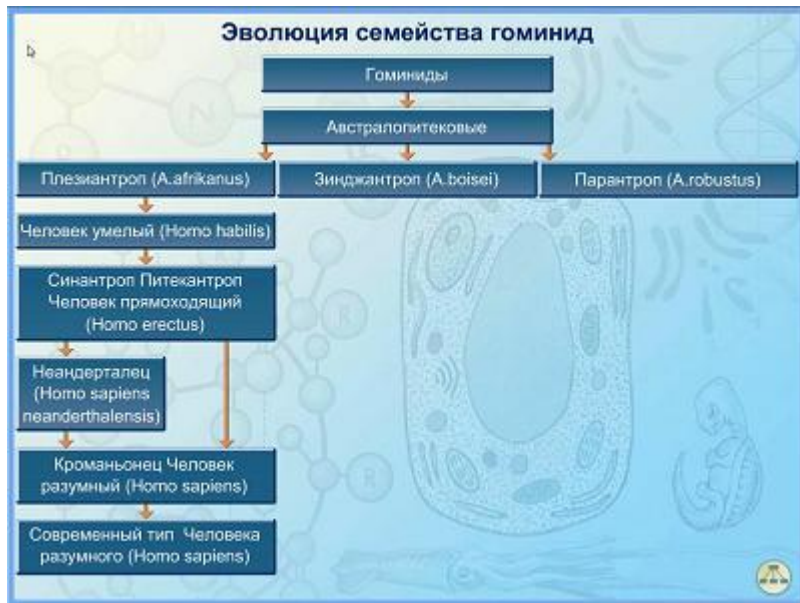 Эволюция семейства гоминид
Гоминиды
Австралопитековые
Плезиантроп (A.afrikanus)
Зинджантроп (A.boisei)
Парантроп (A.robustus)
Человек умелый (Homo habilis)
Синантроп Питекантроп
Человек прямоходящий
(Homo erectus)
Неандерталец
(Homo sapiens
neanderthalensis)
Кроманьонец Человек
разумный (Homo sapiens)
Современный тип Человека
разумного (Homo sapiens)
N
R
R